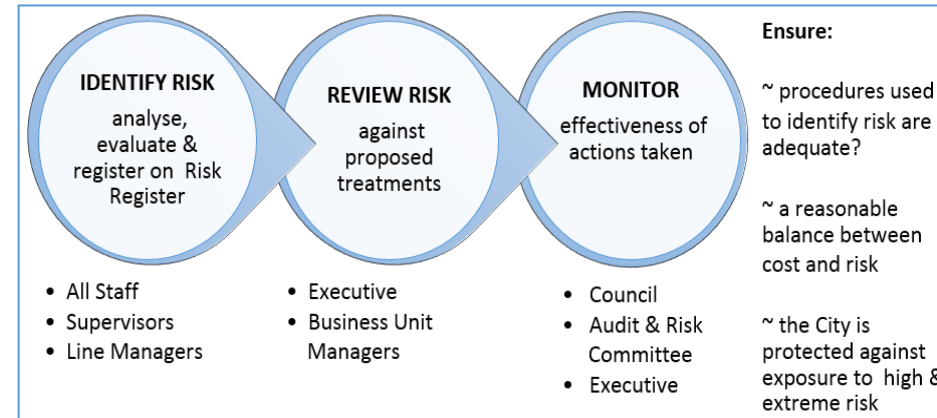 IDENTIFY RISK
analyse,
evaluate &
register on Risk
Register
• All Staff
• Supervisors
• Line Managers
REVIEW RISK
against
proposed
treatments
• Executive
• Business Unit
Managers
MONITOR
effectiveness of
actions taken
• Council
• Audit & Risk
Committee
• Executive
Ensure:
~ procedures used
to identify risk are
adequate?
~ a reasonable
balance between
cost and risk
~ the City is
protected against
exposure to high &
extreme risk